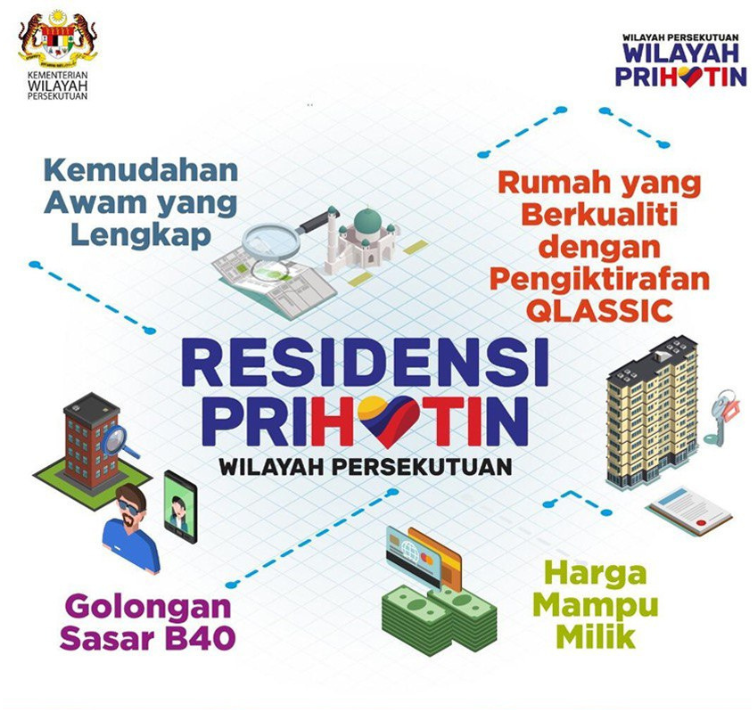 KEMENTERIAN
WILAYAH
PERSEKUTUAN
WILAYAH PERSEKUTUAN
WILAYAH
PRIHATIN
Kemudahan
Awam yang
Lengkap
Rumah yang
Berkualiti
dengan
Pengiktirafan
QLASSIC
RESIDENSI
PRIHATIN
WILAYAH PERSEKUTUAN
Golongan
Sasar B40
Harga
Mampu
Milik